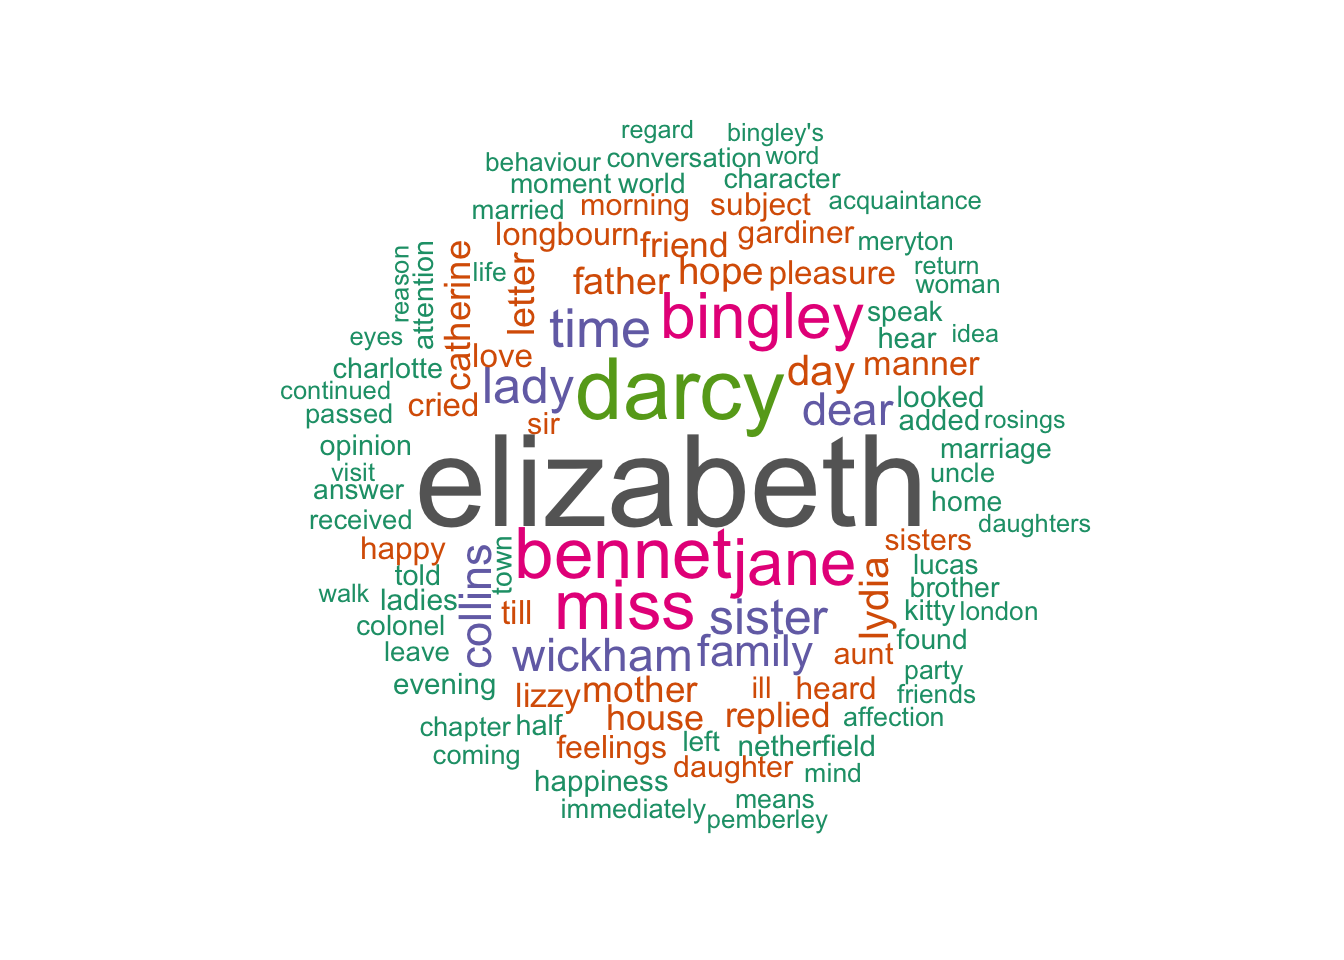 regard bingley's
behaviour conversation word
moment world character
married morning subject acquaintance
longbourn friend gardiner meryton
reason attention catherine life letter father hope pleasure return
woman
time bingley speak
eyes hear idea
charlotte love day manner
continued lady darcy dear looked
passed cried sir added rosings
opinion elizabeth marriage
visit uncle
answer home
received daughters
happy collins town bennet jane sisters
told lydia lucas
walk ladies till miss brother
colonel sister kitty london
leave wickham family aunt found
evening lizzy mother ill heard party
friends
chapter half house replied affection
coming feelings left netherfield
happiness daughter mind
immediately means
pemberley